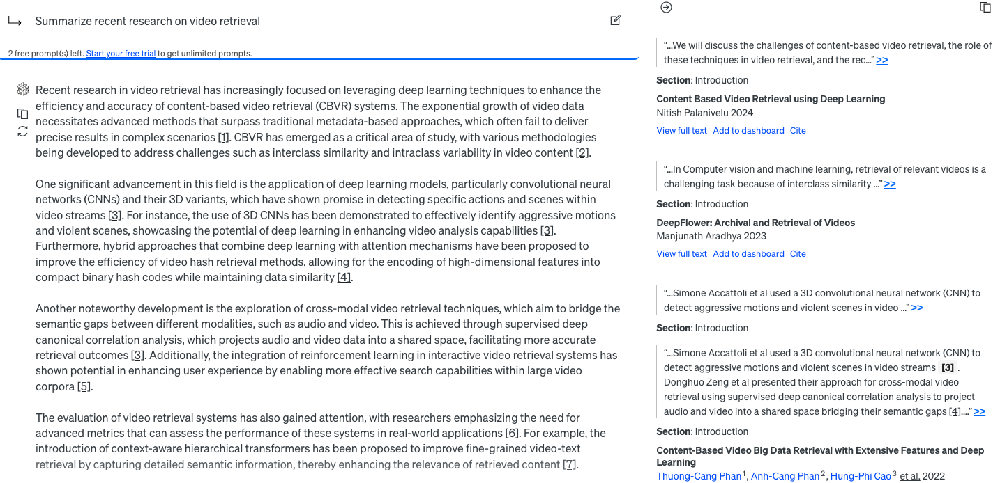 Summarize recent research on video retrieval
2 free prompt(s) left. Start your free trial to get unlimited prompts.
Recent research in video retrieval has increasingly focused on leveraging deep learning techniques to enhance the
efficiency and accuracy of content-based video retrieval (CBVR) systems. The exponential growth of video data
necessitates advanced methods that surpass traditional metadata-based approaches, which often fail to deliver
precise results in complex scenarios [1]. CBVR has emerged as a critical area of study, with various methodologies
being developed to address challenges such as interclass similarity and intraclass variability in video content [2].
One significant advancement in this field is the application of deep learning models, particularly convolutional neural
networks (CNNs) and their 3D variants, which have shown promise in detecting specific actions and scenes within
video streams [3]. For instance, the use of 3D CNNs has been demonstrated to effectively identify aggressive motions
and violent scenes, showcasing the potential of deep learning in enhancing video analysis capabilities [3].
Furthermore, hybrid approaches that combine deep learning with attention mechanisms have been proposed to
improve the efficiency of video hash retrieval methods, allowing for the encoding of high-dimensional features into
compact binary hash codes while maintaining data similarity [4].
Another noteworthy development is the exploration of cross-modal video retrieval techniques, which aim to bridge the
semantic gaps between different modalities, such as audio and video. This is achieved through supervised deep
canonical correlation analysis, which projects audio and video data into a shared space, facilitating more accurate
retrieval outcomes [3]. Additionally, the integration of reinforcement learning in interactive video retrieval systems has
shown potential in enhancing user experience by enabling more effective search capabilities within large video
corpora [5].
The evaluation of video retrieval systems has also gained attention, with researchers emphasizing the need for
advanced metrics that can assess the performance of these systems in real-world applications [6]. For example, the
introduction of context-aware hierarchical transformers has been proposed to improve fine-grained video-text
retrieval by capturing detailed semantic information, thereby enhancing the relevance of retrieved content [7].
“...We will discuss the challenges of content-based video retrieval, the role of
these techniques in video retrieval, and the rec...” >>
Section: Introduction
Content Based Video Retrieval using Deep Learning
Nitish Palanivelu 2024
View full text Add to dashboard Cite
“...In Computer vision and machine learning, retrieval of relevant videos is a
challenging task because of interclass similarity ...” >>
Section: Introduction
DeepFlower: Archival and Retrieval of Videos
Manjunath Aradhya 2023
View full text Add to dashboard Cite
“...Simone Accattoli et al used a 3D convolutional neural network (CNN) to
detect aggressive motions and violent scenes in video ...” >>
Section: Introduction
“...Simone Accattoli et al used a 3D convolutional neural network (CNN) to
detect aggressive motions and violent scenes in video streams [3] .
Donghuo Zeng et al presented their approach for cross-modal video
retrieval using supervised deep canonical correlation analysis to project
audio and video into a shared space bridging their semantic gaps [4]....” >>
Section: Introduction
Content-Based Video Big Data Retrieval with Extensive Features and Deep
Learning
Thuong-Cang Phan1, Anh-Cang Phan2, Hung-Phi Cao3 et al. 2022